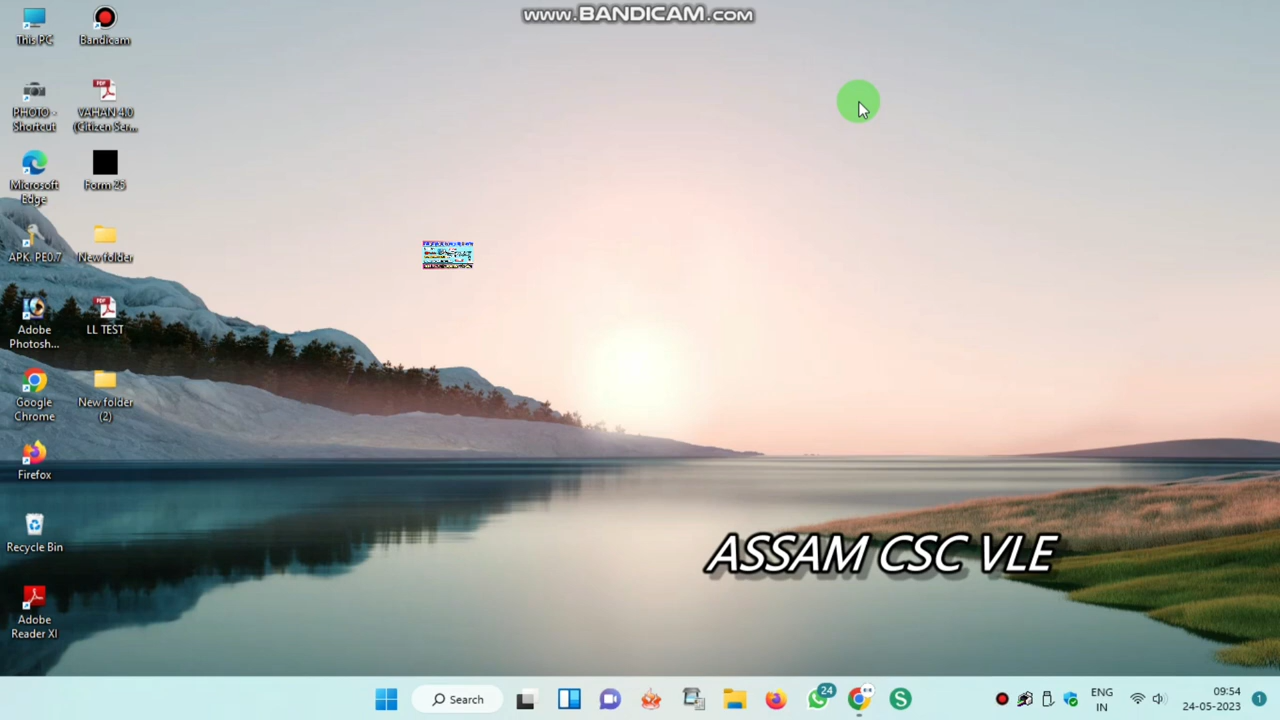 www.BANDICAM.com
This PC
Bandicam
PHOTO -
Shortcut
VAHAN 4.0
(Citizen Ser...
Microsoft
Edge
Form 25
APK. PE0.7
New folder
Adobe
Photosh...
LL TEST
Google
Chrome
New folder
(2)
Firefox
Recycle Bin
Adobe
Reader XI
ASSAM CSC VLE
Search
24
ENG
IN
09:54
24-05-2023
1